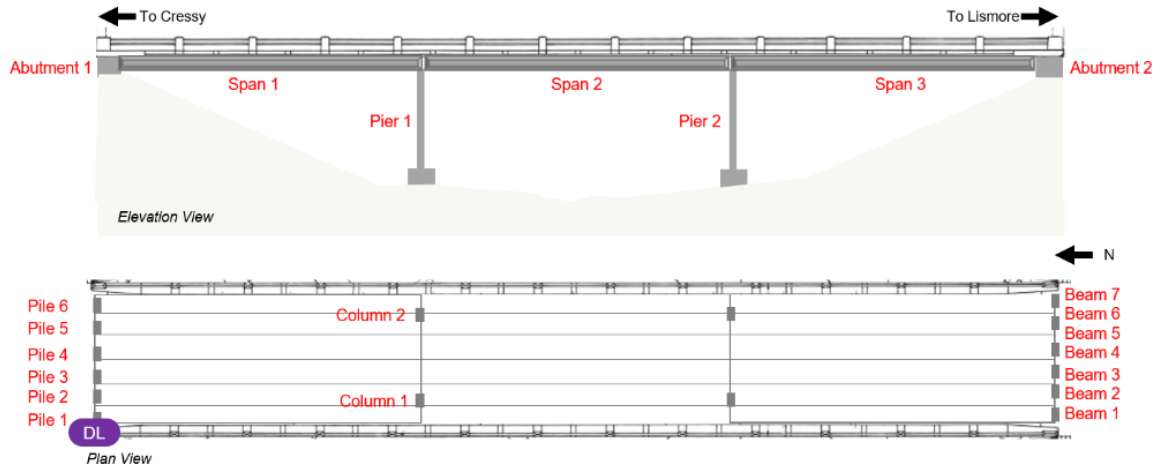 To Cressy
To Lismore
Abutment 1
Abutment 2
Span 1
Span 2
Span 3
Pier 1
Pier 2
Elevation View
N
Pile 6
Pile 5
Pile 4
Pile 3
Pile 2
Pile 1
Column 2
Column 1
Beam 7
Beam 6
Beam 5
Beam 4
Beam 3
Beam 2
Beam 1
DL
Plan View